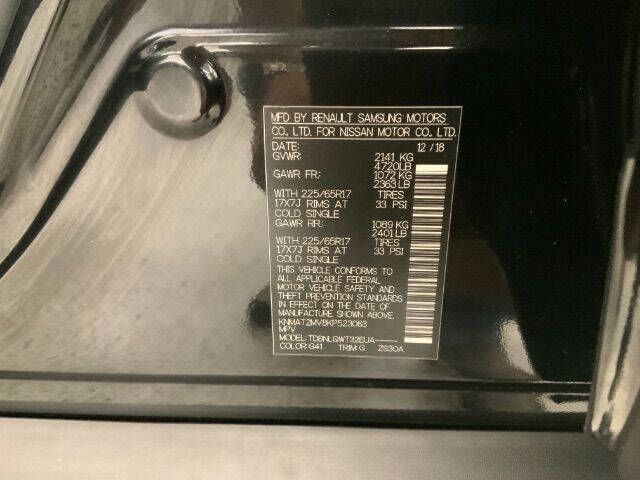 MFD BY RENAULT SAMSUNG MOTORS
CO., LTD. FOR NISSAN MOTOR CO., LTD.
DATE: 12 / 18
GVWR: 2141 KG
4720LB
GAWR FR: 1072 KG
2363 LB
WITH 225/65R17 TIRES
17X7J RIMS AT 33 PSI
COLD SINGLE
GAWR RR: 1089 KG
2401LB
WITH 225/65R17 TIRES
17X7J RIMS AT 33 PSI
COLD SINGLE
THIS VEHICLE CONFORMS TO
ALL APPLICABLE FEDERAL
MOTOR VEHICLE SAFETY AND
THEFT PREVENTION STANDARDS
IN EFFECT ON THE DATE OF
MANUFACTURE SHOWN ABOVE.
KNMAT2MV8KP523063
MPV
MODEL: TDBNLQWT32EUA------
COLOR: G41 TRIM: G ZS30A